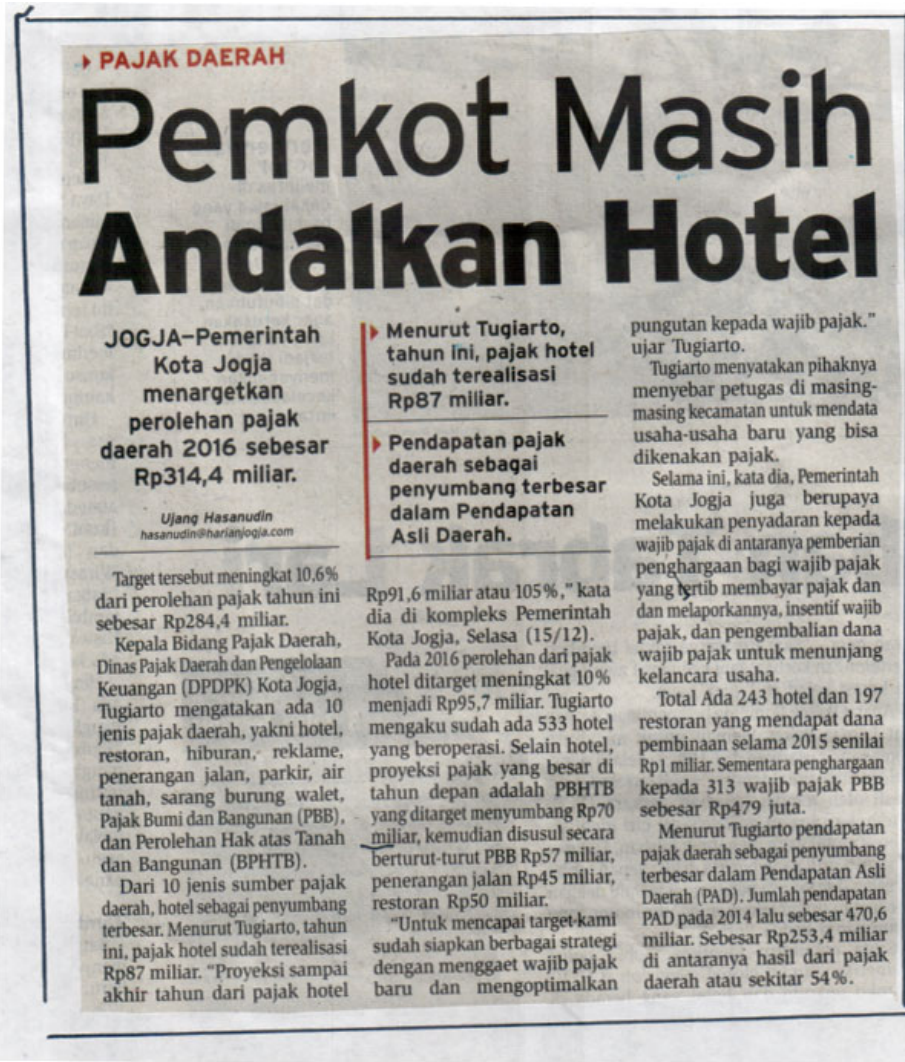 PAJAK DAERAH
Pemkot Masih
Andalkan Hotel
JOGJA–Pemerintah
Kota Jogja
menargetkan
perolehan pajak
daerah 2016 sebesar
Rp314,4 miliar.
Ujang Hasanudin
hasanudin@harianjogja.com
Target tersebut meningkat 10,6%
dari perolehan pajak tahun ini
sebesar Rp284,4 miliar.
Kepala Bidang Pajak Daerah,
Dinas Pajak Daerah dan Pengelolaan
Keuangan (DPDPK) Kota Jogja,
Tugiarto mengatakan ada 10
jenis pajak daerah, yakni hotel,
restoran, hiburan, reklame,
penerangan jalan, parkir, air
tanah, sarang burung walet,
Pajak Bumi dan Bangunan (PBB),
dan Perolehan Hak atas Tanah
dan Bangunan (BPHTB).
Dari 10 jenis sumber pajak
daerah, hotel sebagai penyumbang
terbesar. Menurut Tugiarto, tahun
ini, pajak hotel sudah terealisasi
Rp87 miliar. "Proyeksi sampai
akhir tahun dari pajak hotel
Menurut Tugiarto,
tahun ini, pajak hotel
sudah terealisasi
Rp87 miliar.
Pendapatan pajak
daerah sebagai
penyumbang terbesar
dalam Pendapatan
Asli Daerah.
Rp91,6 miliar atau 105%," kata
dia di kompleks Pemerintah
Kota Jogja, Selasa (15/12).
Pada 2016 perolehan dari pajak
hotel ditarget meningkat 10%
menjadi Rp95,7 miliar. Tugiarto
mengaku sudah ada 533 hotel
yang beroperasi. Selain hotel,
proyeksi pajak yang besar di
tahun depan adalah PBHTB
yang ditarget menyumbang Rp70
miliar, kemudian disusul secara
berturut-turut PBB Rp57 miliar,
penerangan jalan Rp45 miliar,
restoran Rp50 miliar.
"Untuk mencapai target kami
sudah siapkan berbagai strategi
dengan menggaet wajib pajak
baru dan mengoptimalkan
pungutan kepada wajib pajak."
ujar Tugiarto.
Tugiarto menyatakan pihaknya
menyebar petugas di masing-
masing kecamatan untuk mendata
usaha-usaha baru yang bisa
dikenakan pajak.
Selama ini, kata dia, Pemerintah
Kota Jogja juga berupaya
melakukan penyadaran kepada
wajib pajak di antaranya pemberian
penghargaan bagi wajib pajak
yang tertib membayar pajak dan
dan melaporkannya, insentif wajib
pajak, dan pengembalian dana
wajib pajak untuk menunjang
kelancara usaha.
Total Ada 243 hotel dan 197
restoran yang mendapat dana
pembinaan selama 2015 senilai
Rp1 miliar. Sementara penghargaan
kepada 313 wajib pajak PBB
sebesar Rp479 juta.
Menurut Tugiarto pendapatan
pajak daerah sebagai penyumbang
terbesar dalam Pendapatan Asli
Daerah (PAD). Jumlah pendapatan
PAD pada 2014 lalu sebesar 470,6
miliar. Sebesar Rp253,4 miliar
di antaranya hasil dari pajak
daerah atau sekitar 54%.